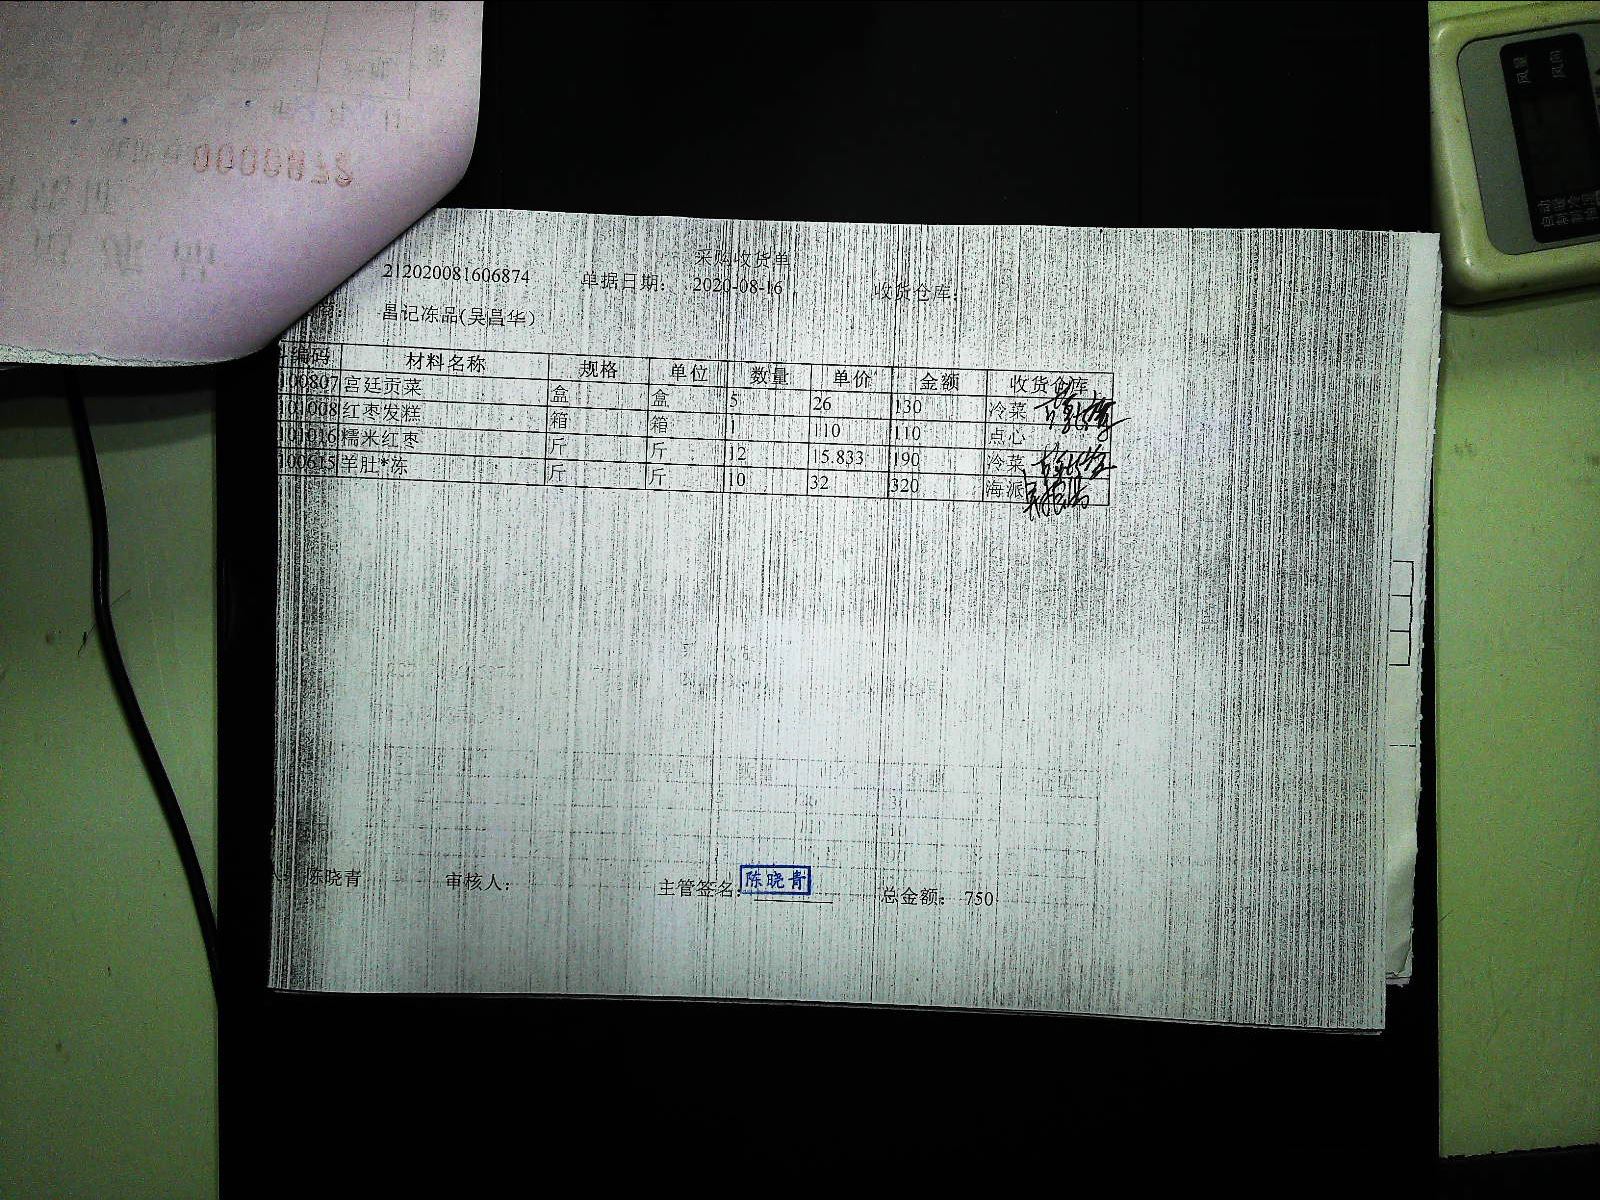 采购收货单
212020081606874 单据日期： 2020-08-16 收货仓库：
昌记冻品(吴昌华)
编码 材料名称 规格 单位 数量 单价 金额 收货仓库
100807 宫廷贡菜 盒 盒 5 26 130 冷菜
101008 红枣发糕 箱 箱 1 110 110 点心
101016 糯米红枣 斤 斤 12 15.833 190 冷菜
100615 羊肚*冻 斤 斤 10 32 320 海派
陈晓青 审核人： 主管签名： 陈晓青 总金额： 750
风量 风向